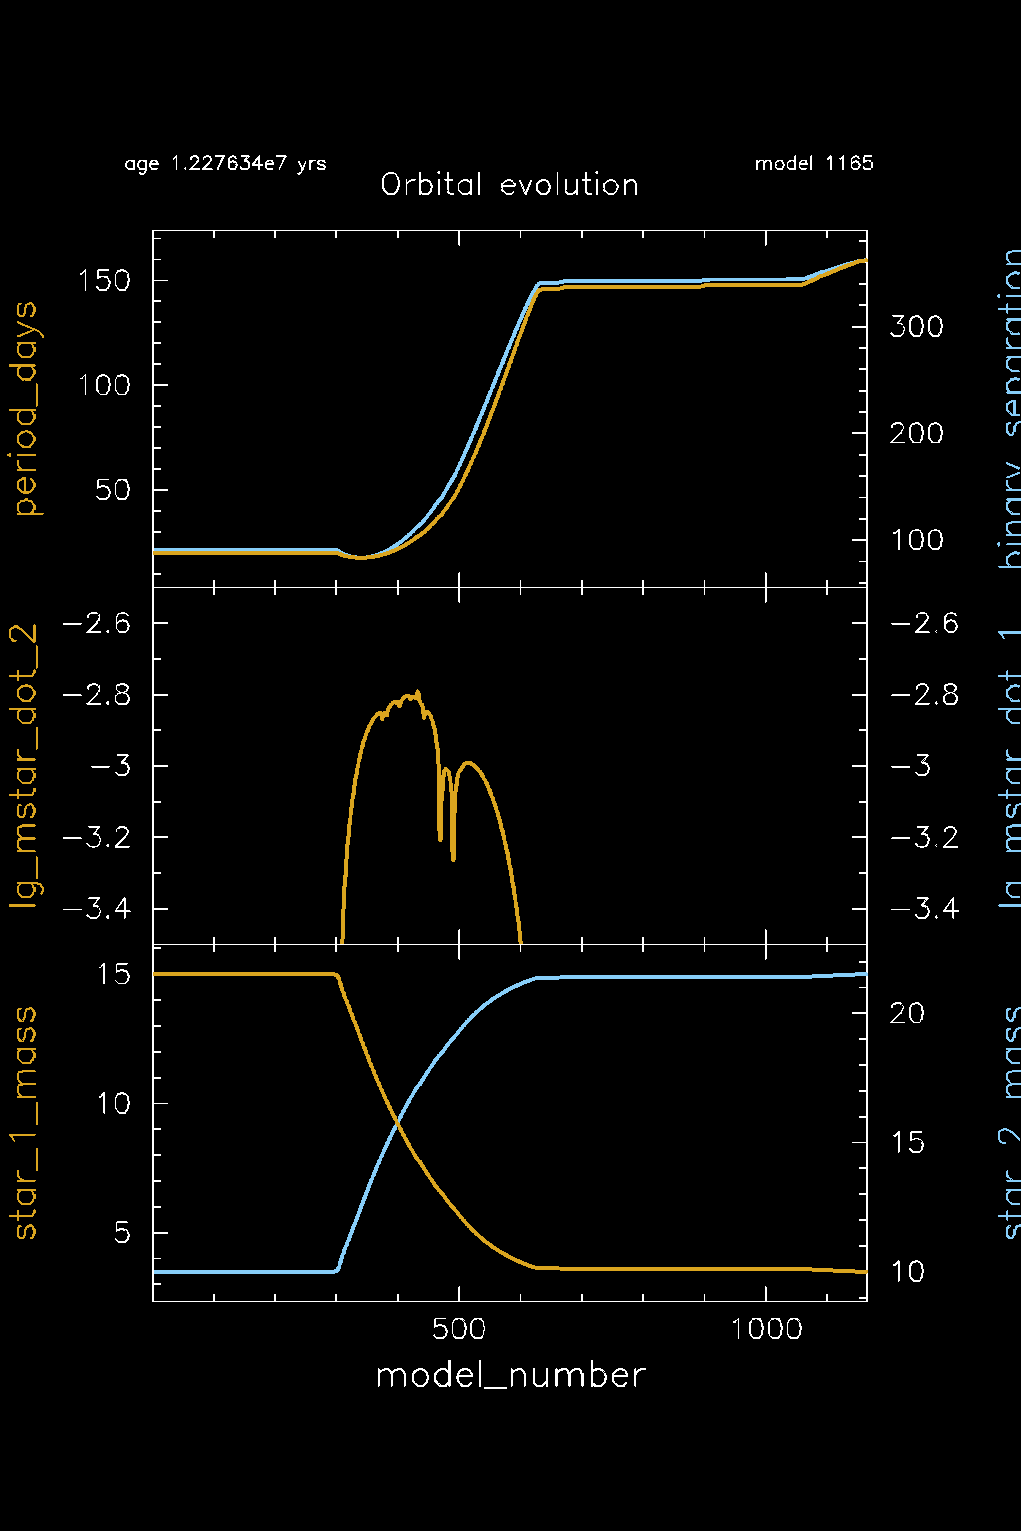 age 1.227634e7 yrs
model 1165
Orbital evolution
period_days
150
100
50
300
200
100
binary_separation
lg_mstar_dot_2
−2.6
−2.8
−3
−3.2
−3.4
−2.6
−2.8
−3
−3.2
−3.4
lg_mstar_dot_1
star_1_mass
15
10
5
20
15
10
star_2_mass
500
1000
model_number